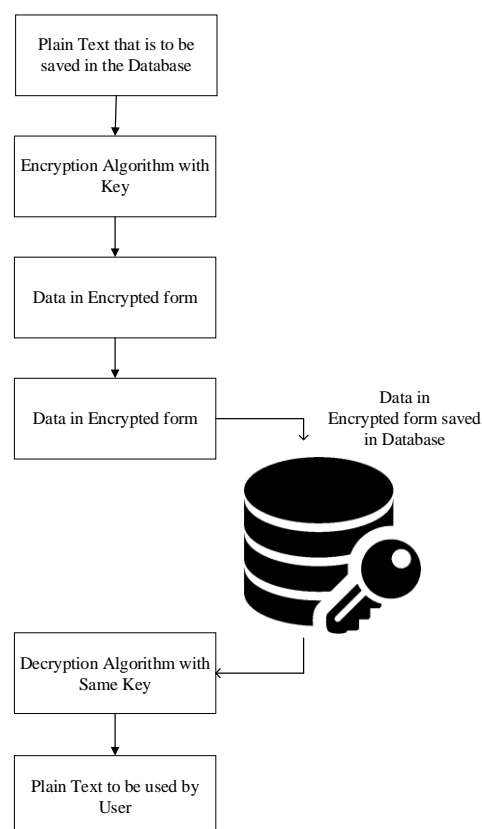 Plain Text that is to be
saved in the Database
Encryption Algorithm with
Key
Data in Encrypted form
Data in Encrypted form
Data in
Encrypted form saved
in Database
Decryption Algorithm with
Same Key
Plain Text to be used by
User